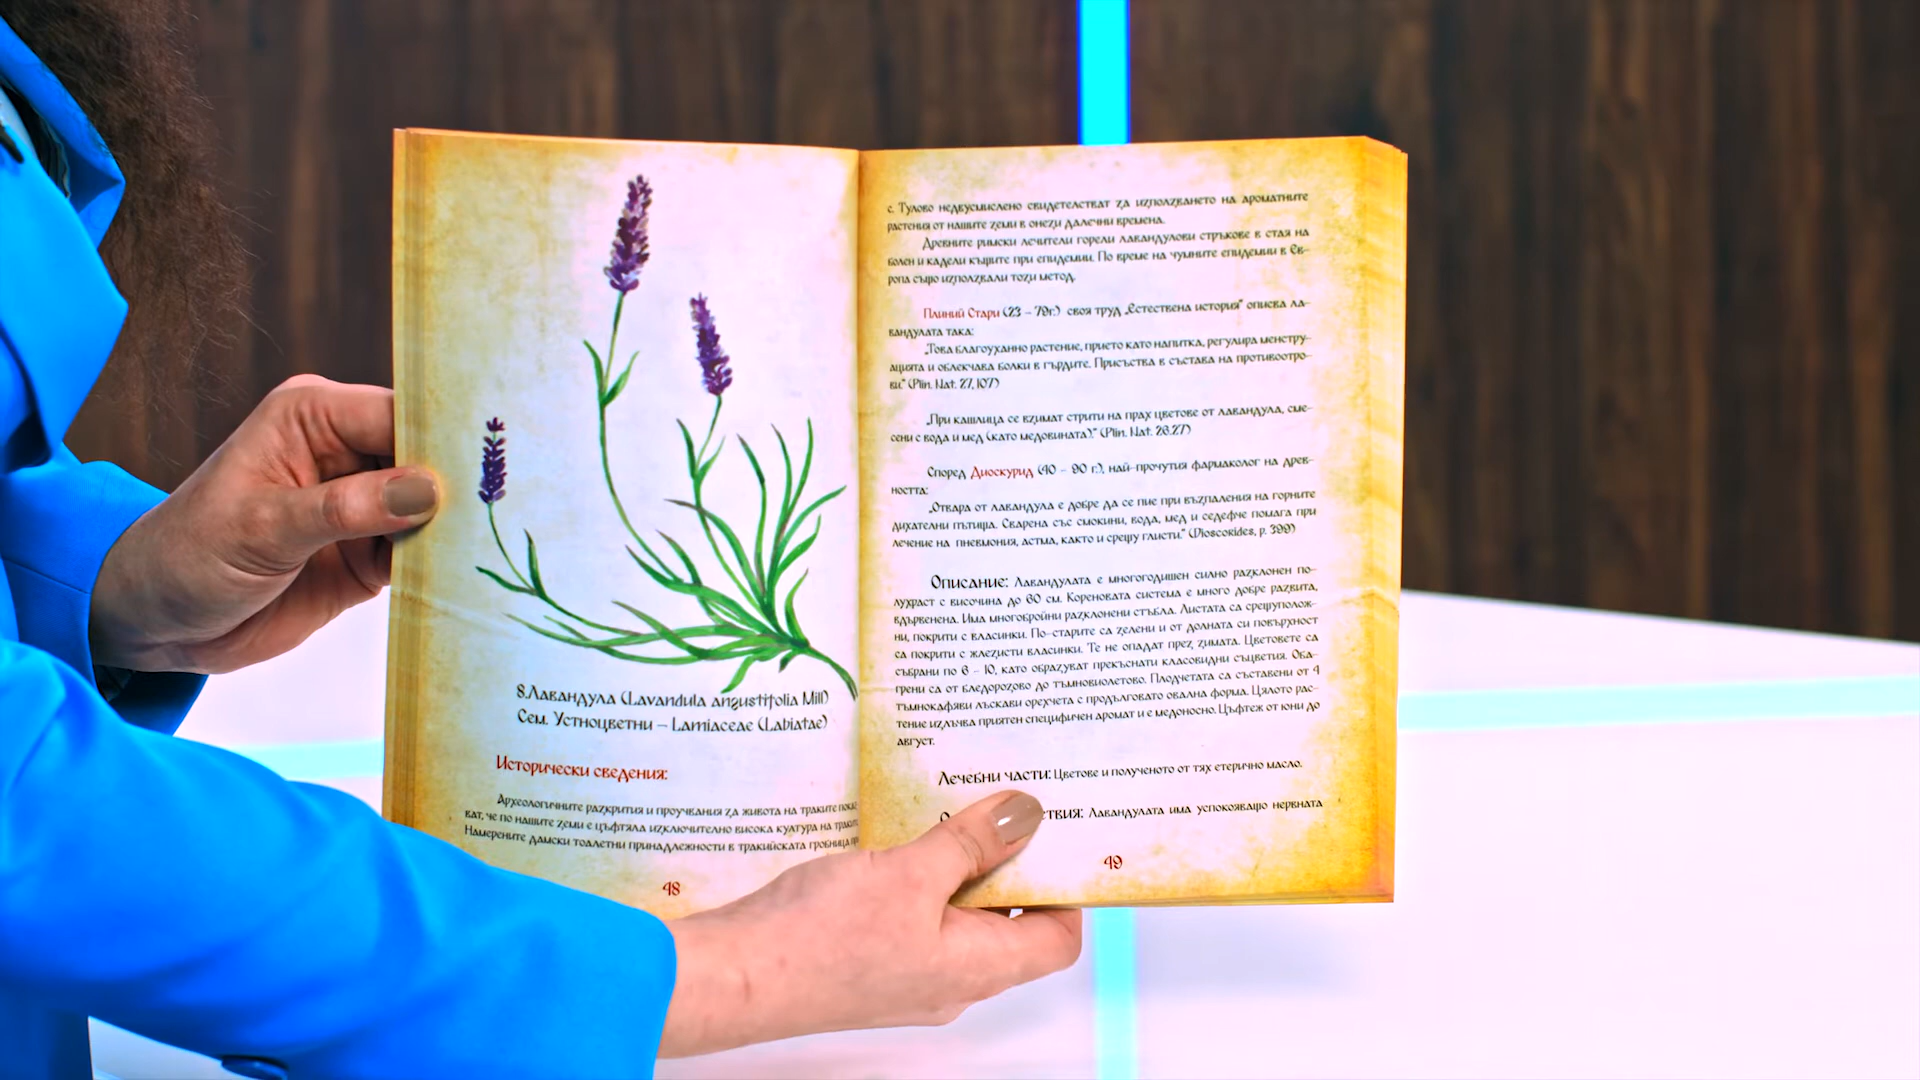 8.Лавандула (Lavandula angustifolia Mill)
Сем. Устноцветни – Lamiaceae (Labiatae)
Исторически сведения:
Археологичните разкрития и проучвания за живота на траките
ват, че по нашите земи е цъфтяла изключително висока култура на
Намерените дамски тоалетни принадлежности в тракийската гробница
48
с. Тулово недвусмислено свидетелстват за използването на ароматните
растения от нашите земи в онези далечни времена.
Древните римски лечители горели лавандулови стръкове в стая на
болен и кадели къщите при епидемии. По време на чумните епидемии в Ев-
ропа също използвали този метод.
Плиний Стари (23 – 79г.) своя труд „Естествена история" описва ла-
вандулата така:
„Това благоуханно растение, прието като напитка, регулира менстру-
ацията и облекчава болки в гърдите. Присъства в състава на противоотро-
ви." (Plin. Nat. 27, 107)
„При кашлица се взимат стрити на прах цветове от лавандула, сме-
сени с вода и мед (като медовината)." (Plin. Nat. 26.27)
Според Диоскурид (40 – 90 г.), най-прочутия фармаколог на древ-
ността:
„Отвара от лавандула е добре да се пие при възпаления на горните
дихателни пътища. Сварена със смокини, вода, мед и седефче помага при
лечение на пневмония, астма, както и срещу глисти." (Dioscorides, p. 399)
Описание: Лавандулата е многогодишен силно разклонен по-
лухраст с височина до 60 см. Кореновата система е много добре развита,
вдървенена. Има многобройни разклонени стъбла. Листата са срещуполож-
ни, покрити с власинки. По-старите са зелени и от долната си повърхност
са покрити с жлезисти власинки. Те не опадат през зимата. Цветовете са
събрани по 6 – 10, като образуват прекъснати класовидни съцветия. Оба-
грени са от бледорозово до тъмновиолетово. Плодчетата са съставени от 4
тъмнокафяви лъскави орехчета с продълговато овална форма. Цялото рас-
тение излъчва приятен специфичен аромат и е медоносно. Цъфтеж от юни до
август.
Лечебни части: Цветове и полученото от тях етерично масло.
Лавандулата има успокояващо нервната
49